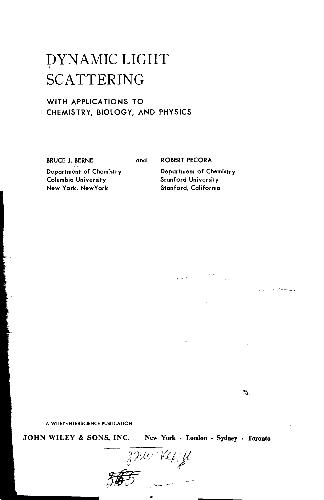 DYNAMIC LIGHT
SCATTERING
WITH APPLICATIONS TO
CHEMISTRY, BIOLOGY, AND PHYSICS
BRUCE J. BERNE and ROBERT PECORA
Department of Chemistry Department of Chemistry
Columbia University Stanford University
New York, New York Stanford, California
A WILEY-INTERSCIENCE PUBLICATION
JOHN WILEY & SONS, INC. New York · London · Sydney · Toronto